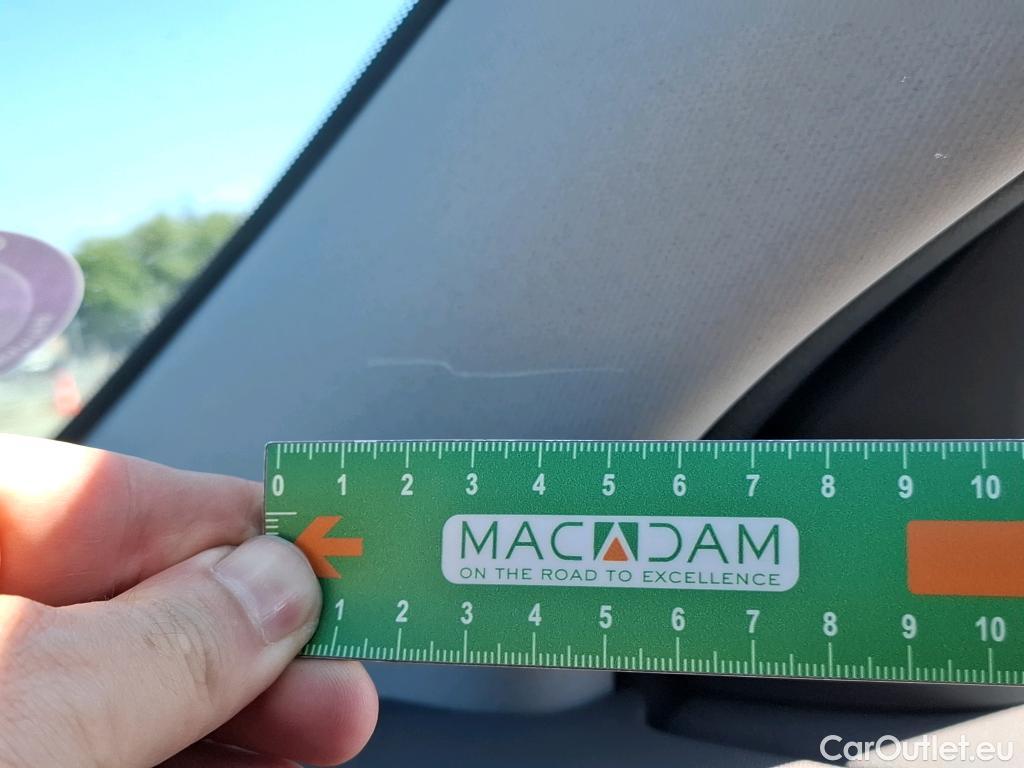 0 1 2 3 4 5 6 7 8 9 10
MACADAM
ON THE ROAD TO EXCELLENCE
1 2 3 4 5 6 7 8 9 10
CarOutlet.eu